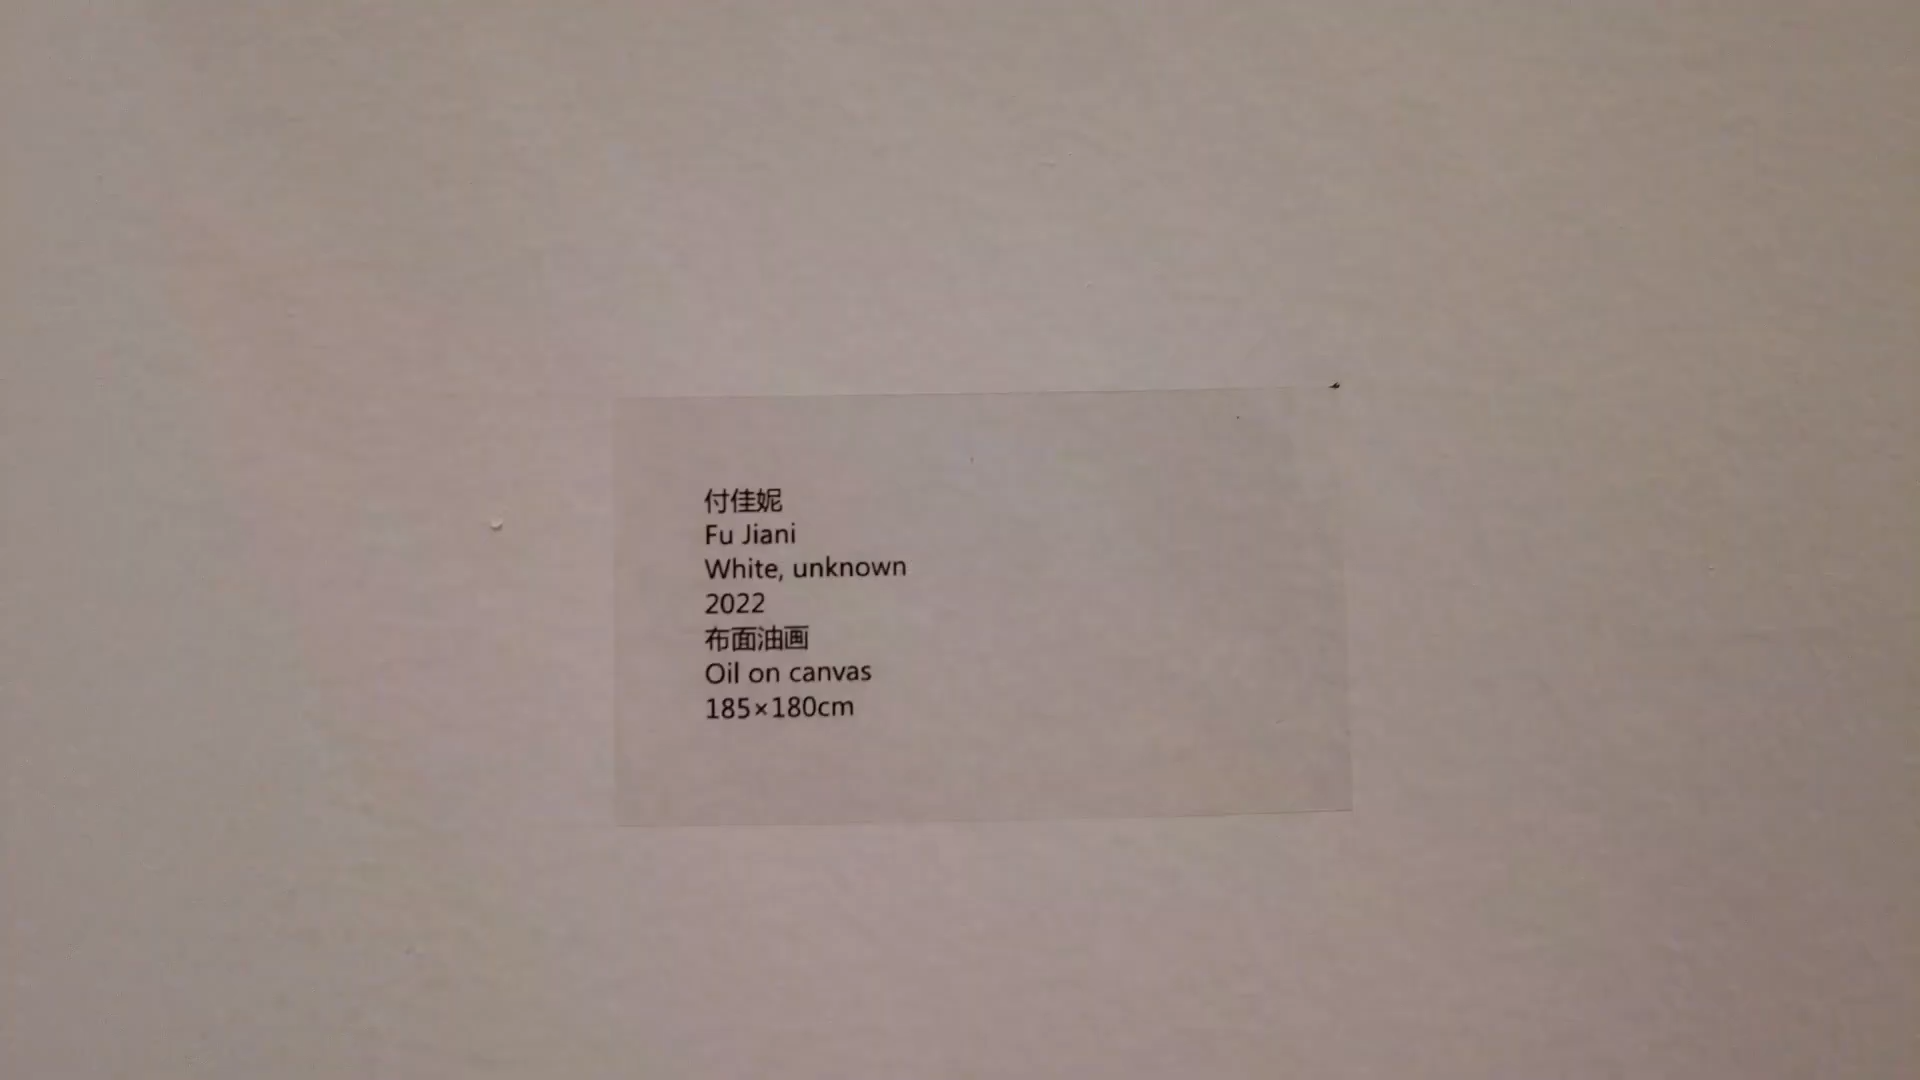 付佳妮
Fu Jiani
White, unknown
2022
布面油画
Oil on canvas
185×180cm